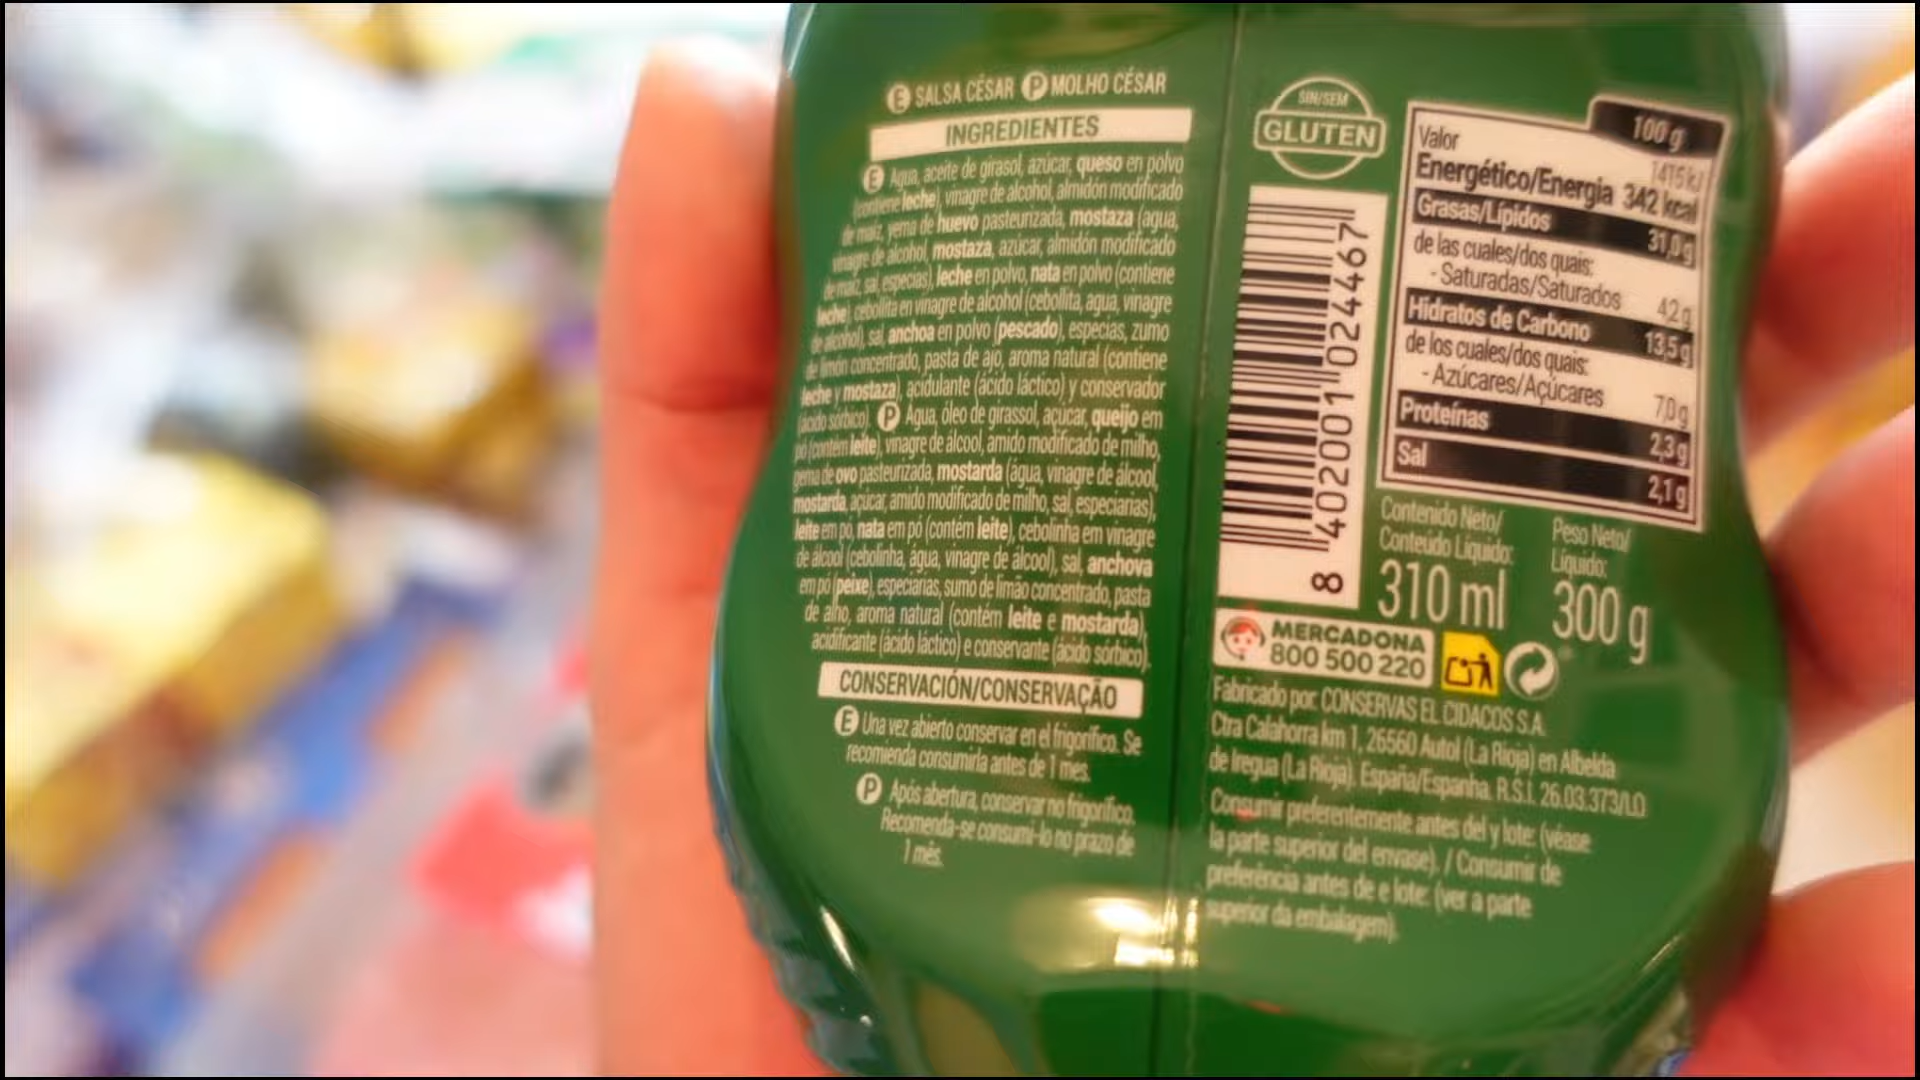 E SALSA CÉSAR P MOLHO CÉSAR
INGREDIENTES
E Agua, aceite de girasol, azúcar, queso en polvo
(contiene leche), vinagre de alcohol, almidón modificado
de maíz, yema de huevo pasteurizada, mostaza (agua,
vinagre de alcohol, mostaza, azúcar, almidón modificado
de maíz, sal, especias), leche en polvo, nata en polvo (contiene
leche), cebollita en vinagre de alcohol (cebollita, agua, vinagre
de alcohol), sal, anchoa en polvo (pescado), especias, zumo
de limón concentrado, pasta de ajo, aroma natural (contiene
leche y mostaza), acidulante (ácido láctico) y conservador
(ácido sórbico). P Água, óleo de girassol, açúcar, queijo em
pó (contém leite), vinagre de álcool, amido modificado de milho,
gema de ovo pasteurizada, mostarda (água, vinagre de álcool,
mostarda, açúcar, amido modificado de milho, sal, especiarias),
leite em pó, nata em pó (contém leite), cebolinha em vinagre
de álcool (cebolinha, água, vinagre de álcool), sal, anchova
em pó (peixe), especiarias, sumo de limão concentrado, pasta
de alho, aroma natural (contém leite e mostarda),
acidificante (ácido láctico) e conservante (ácido sórbico).
CONSERVACIÓN/CONSERVAÇÃO
E Una vez abierto conservar en el frigorífico. Se
recomienda consumirla antes de 1 mes.
P Após abertura, conservar no frigorífico.
Recomenda-se consumi-lo no prazo de
1 mês.
SIN/SEM
GLUTEN
100 g
Valor 1415 kJ
Energético/Energia 342 kcal
Grasas/Lípidos 31,0 g
de las cuales/dos quais:
- Saturadas/Saturados 4,2 g
Hidratos de Carbono 13,5 g
de los cuales/dos quais:
- Azúcares/Açúcares 7,0 g
Proteínas 2,3 g
Sal 2,1 g
8 402001 024467
Contenido Neto/ Peso Neto/
Conteúdo Líquido: Líquido:
310 ml 300 g
MERCADONA
800 500 220
Fabricado por: CONSERVAS EL CIDACOS S.A.
Ctra Calahorra km 1, 26560 Autol (La Rioja) en Albelda
de Iregua (La Rioja). España/Espanha. R.S.I. 26.03.373/LO
Consumir preferentemente antes del y lote: (véase
la parte superior del envase). / Consumir de
preferência antes de e lote: (ver a parte
superior da embalagem).